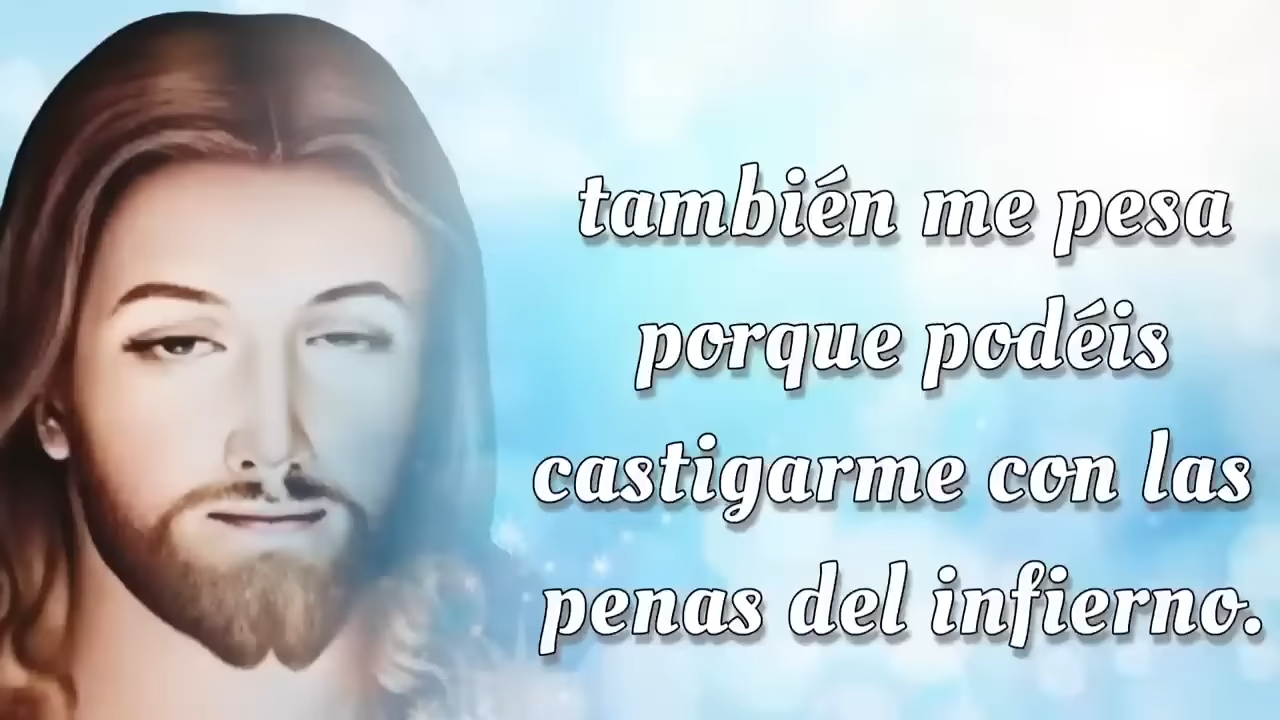 también me pesa
porque podéis
castigarme con las
penas del infierno.